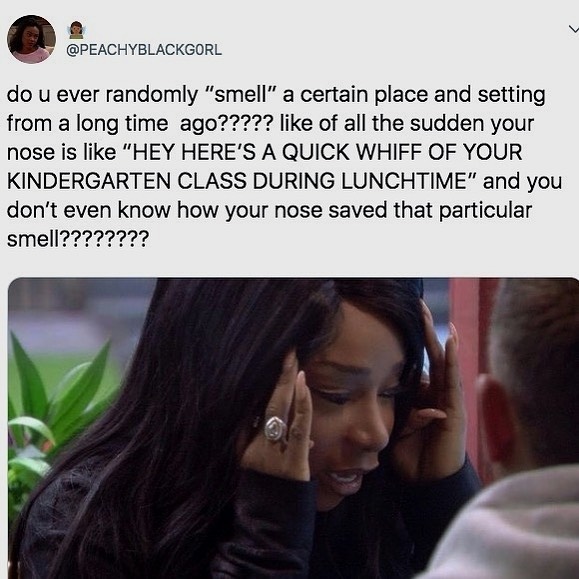 @PEACHYBLACKG0RL
do u ever randomly “smell” a certain place and setting
from a long time  ago????? like of all the sudden your
nose is like “HEY HERE’S A QUICK WHIFF OF YOUR
KINDERGARTEN CLASS DURING LUNCHTIME” and you
don’t even know how your nose saved that particular
smell????????